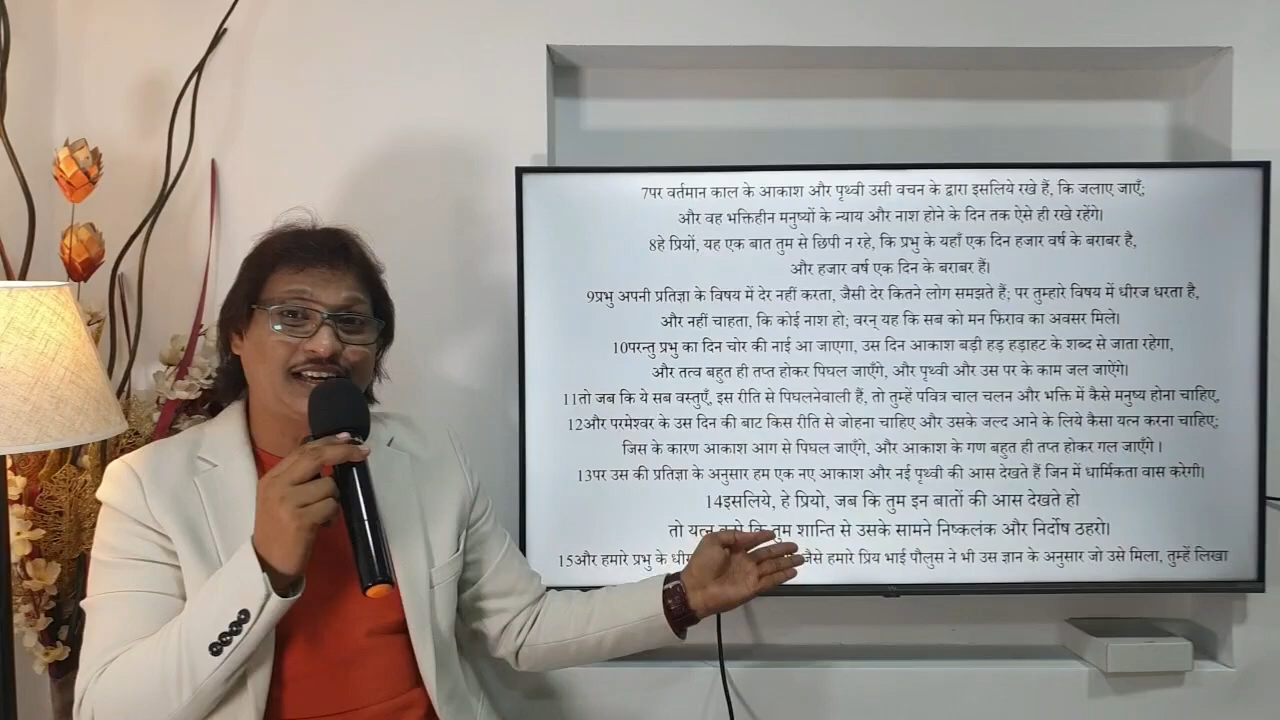 7पर वर्तमान काल के आकाश और पृथ्वी उसी वचन के द्वारा इसलिये रखे हैं, कि जलाए जाएँ;
और वह भक्तिहीन मनुष्यों के न्याय और नाश होने के दिन तक ऐसे ही रखे रहेंगे।
8हे प्रियों, यह एक बात तुम से छिपी न रहे, कि प्रभु के यहाँ एक दिन हजार वर्ष के बराबर है,
और हजार वर्ष एक दिन के बराबर हैं।
9प्रभु अपनी प्रतिज्ञा के विषय में देर नहीं करता, जैसी देर कितने लोग समझते हैं; पर तुम्हारे विषय में धीरज धरता है,
और नहीं चाहता, कि कोई नाश हो; वरन् यह कि सब को मन फिराव का अवसर मिले।
10परन्तु प्रभु का दिन चोर की नाई आ जाएगा, उस दिन आकाश बड़ी हड़ हड़ाहट के शब्द से जाता रहेगा,
और तत्व बहुत ही तप्त होकर पिघल जाएँगे, और पृथ्वी और उस पर के काम जल जाऐंगे।
11तो जब कि ये सब वस्तुएँ, इस रीति से पिघलनेवाली हैं, तो तुम्हें पवित्र चाल चलन और भक्ति में कैसे मनुष्य होना चाहिए,
12और परमेश्वर के उस दिन की बाट किस रीति से जोहना चाहिए और उसके जल्द आने के लिये कैसा यत्न करना चाहिए;
जिस के कारण आकाश आग से पिघल जाएँगे, और आकाश के गण बहुत ही तप्त होकर गल जाएँगे ।
13पर उस की प्रतिज्ञा के अनुसार हम एक नए आकाश और नई पृथ्वी की आस देखते हैं जिन में धार्मिकता वास करेगी।
14इसलिये, हे प्रियो, जब कि तुम इन बातों की आस देखते हो
तो यत्न कि तुम शान्ति से उसके सामने निष्कलंक और निर्दोष ठहरो।
15और हमारे प्रभु के जैसे हमारे प्रिय भाई पौलुस ने भी उस ज्ञान के अनुसार जो उसे मिला, तुम्हें लिखा